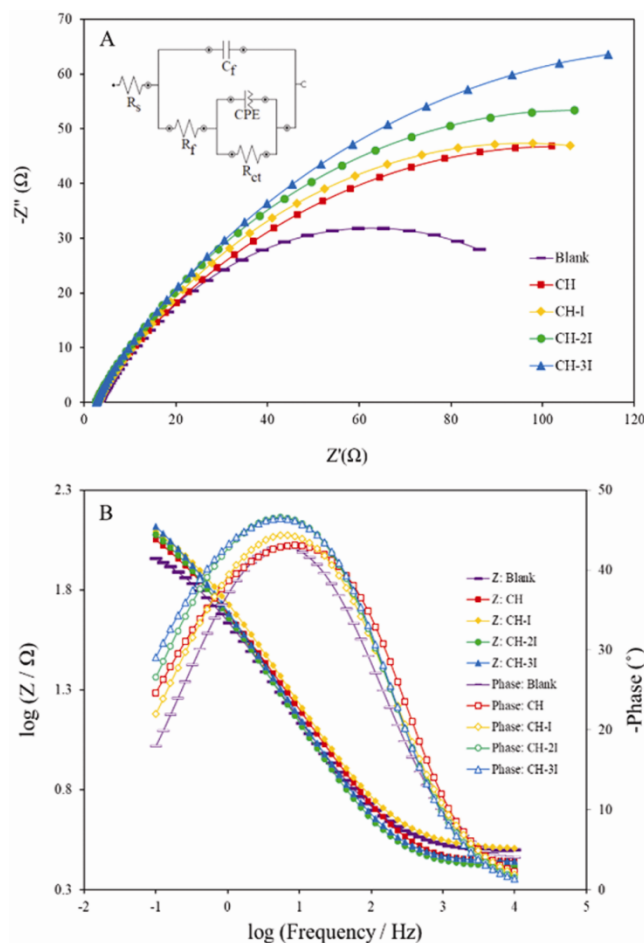 A
70
60
50
40
30
20
10
0
-Z" (Ω)
Cf
Rs
Rf
CPE
Rct
Blank
CH
CH-I
CH-2I
CH-3I
0 20 40 60 80 100 120
Z'(Ω)
B
2.3
1.8
1.3
0.8
0.3
log (Z / Ω)
50
40
30
20
10
0
-Phase (°)
Z: Blank
Z: CH
Z: CH-I
Z: CH-2I
Z: CH-3I
Phase: Blank
Phase: CH
Phase: CH-I
Phase: CH-2I
Phase: CH-3I
-1 0 1 2 3 4 5
log (Frequency / Hz)